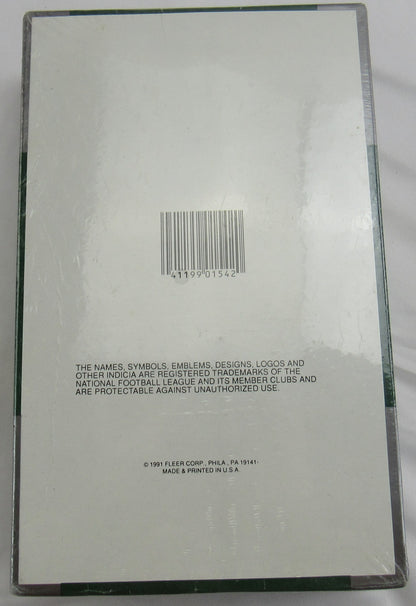 41199 01542
THE NAMES, SYMBOLS, EMBLEMS, DESIGNS, LOGOS AND
OTHER INDICIA ARE REGISTERED TRADEMARKS OF THE
NATIONAL FOOTBALL LEAGUE AND ITS MEMBER CLUBS AND
ARE PROTECTABLE AGAINST UNAUTHORIZED USE.
© 1991 FLEER CORP., PHILA., PA 19141-
MADE & PRINTED IN U.S.A.